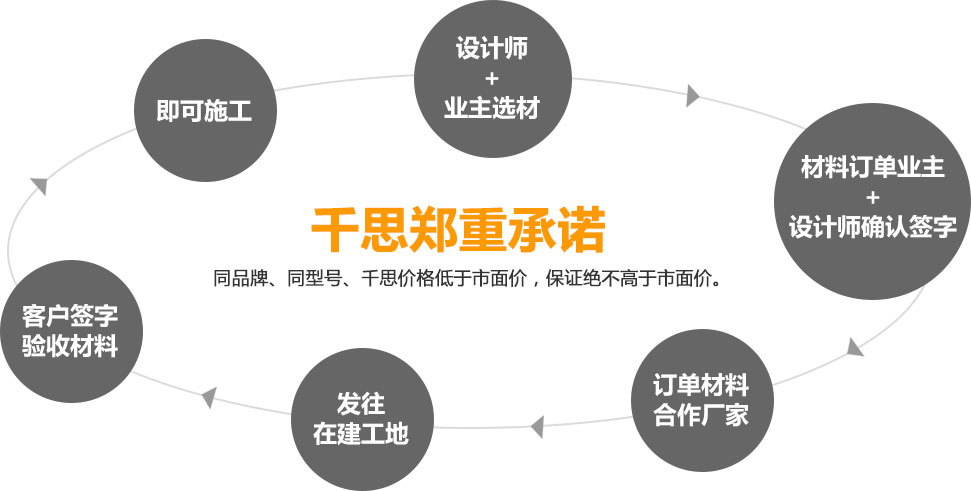 设计师
+
业主选材
即可施工
材料订单业主
+
设计师确认签字
千思郑重承诺
同品牌、同型号、千思价格低于市面价，保证绝不高于市面价。
客户签字
验收材料
订单材料
合作厂家
发往
在建工地